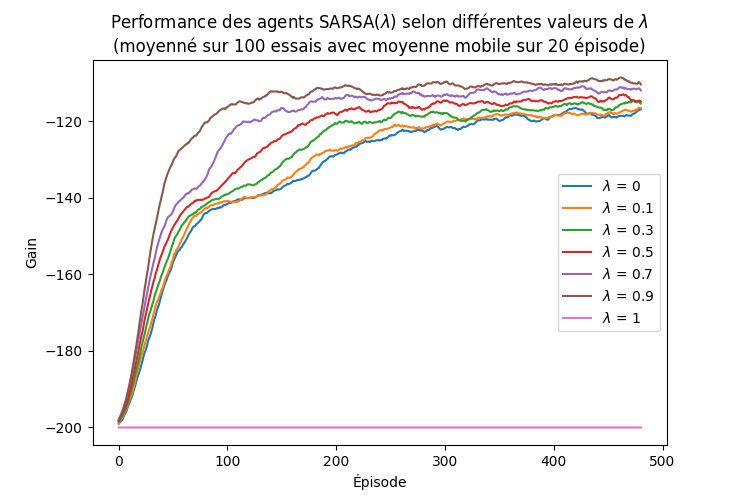 Performance des agents SARSA(λ) selon différentes valeurs de λ
(moyenné sur 100 essais avec moyenne mobile sur 20 épisode)
−120
−140
−160
−180
−200
Gain
λ = 0
λ = 0.1
λ = 0.3
λ = 0.5
λ = 0.7
λ = 0.9
λ = 1
0 100 200 300 400 500
Épisode